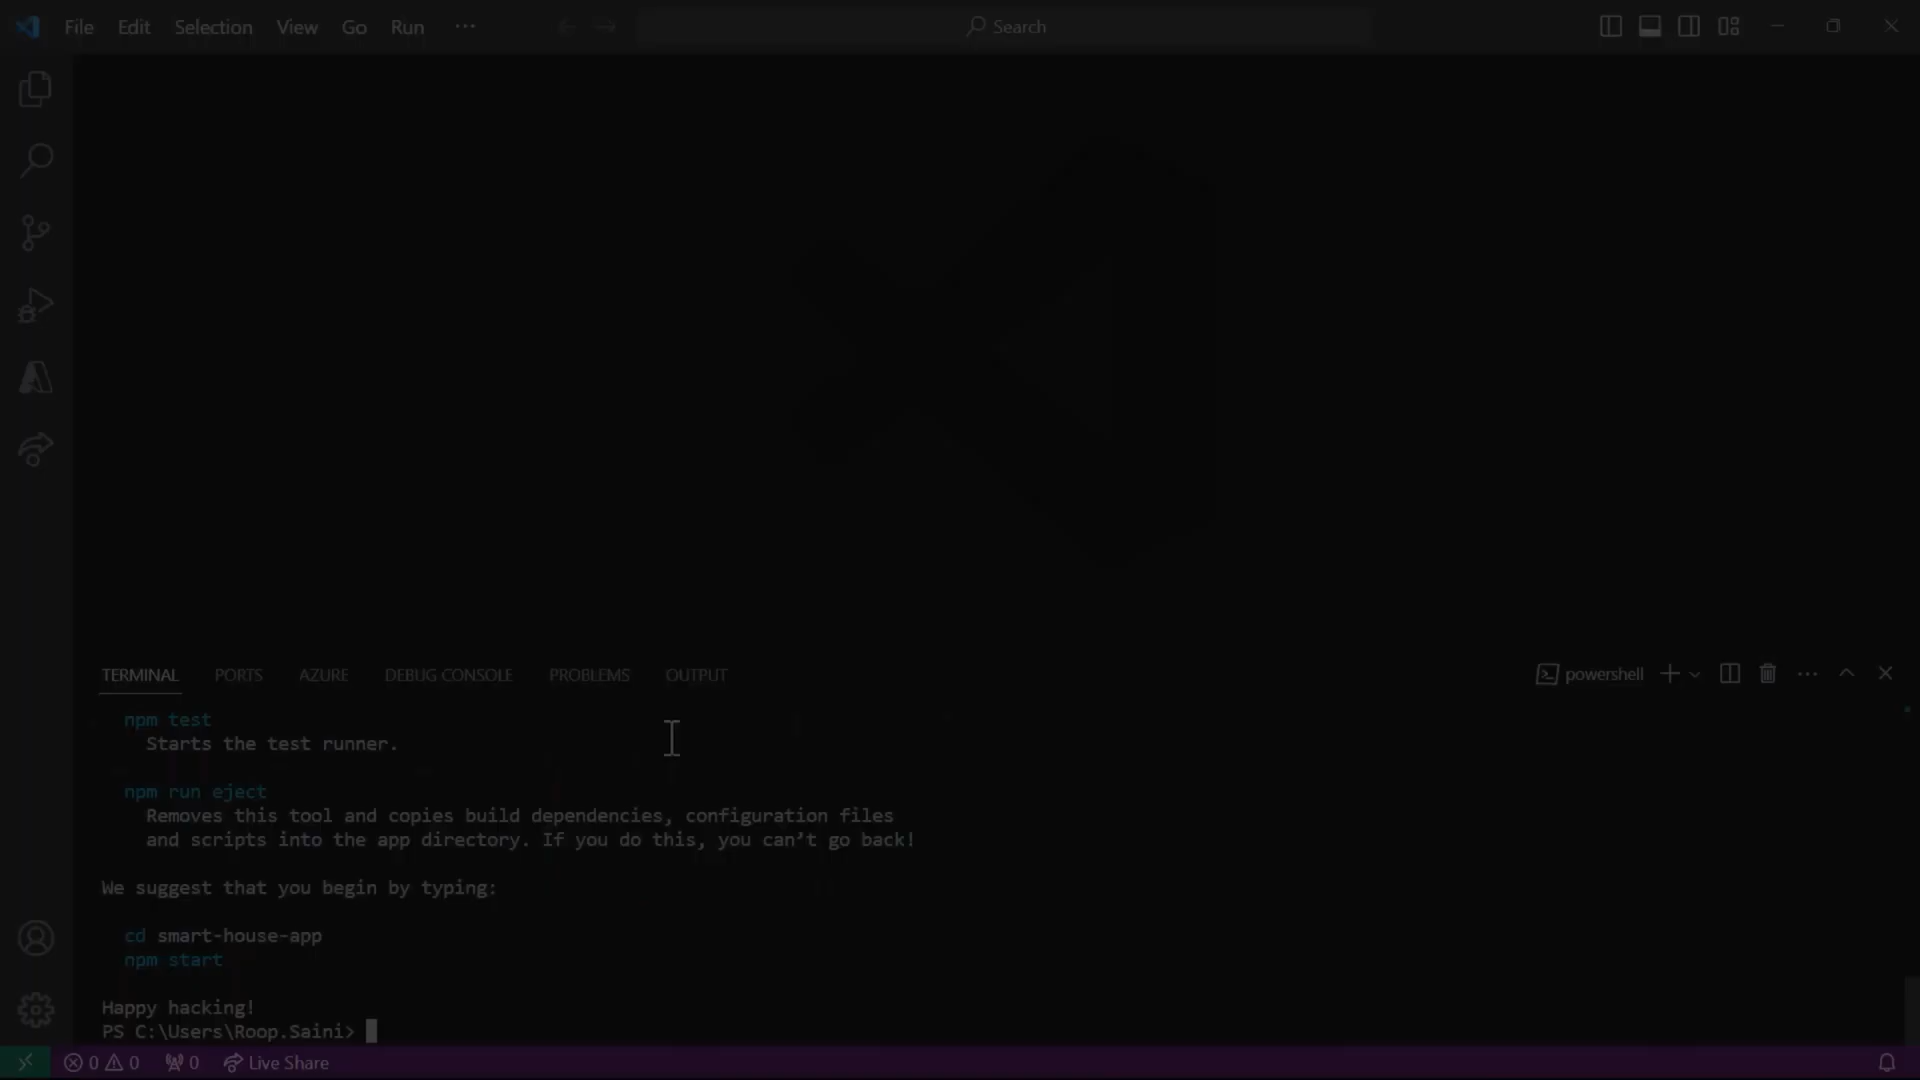 File Edit Selection View Go Run ···
Search
TERMINAL PORTS AZURE DEBUG CONSOLE PROBLEMS OUTPUT
powershell
npm test
Starts the test runner.
npm run eject
Removes this tool and copies build dependencies, configuration files
and scripts into the app directory. If you do this, you can’t go back!
We suggest that you begin by typing:
cd smart-house-app
npm start
Happy hacking!
PS C:\Users\Roop.Saini>
0 0 0 Live Share